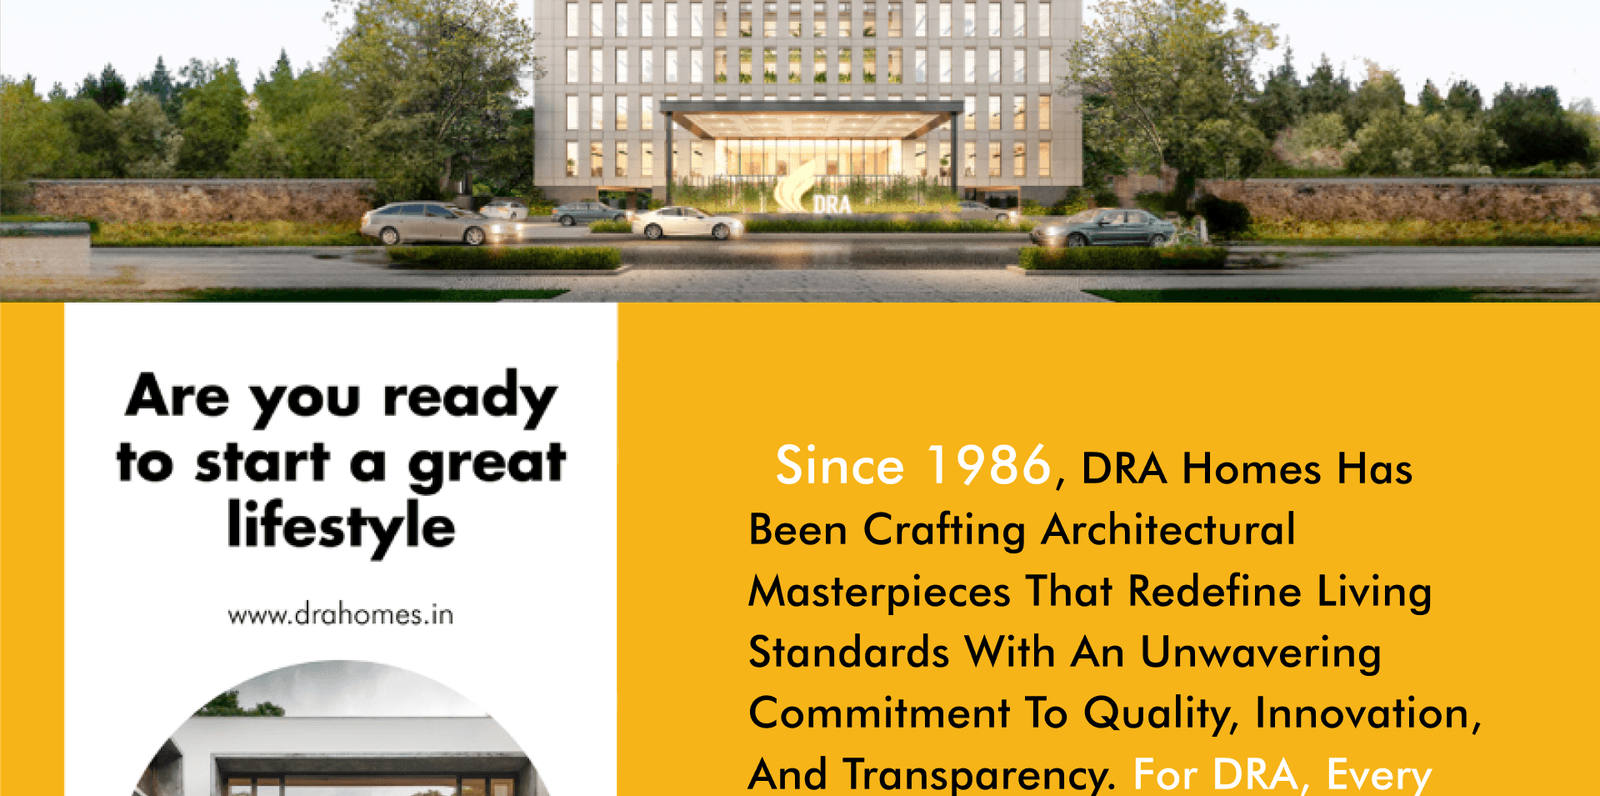 DRA
Are you ready
to start a great
lifestyle
www.drahomes.in
Since 1986, DRA Homes Has
Been Crafting Architectural
Masterpieces That Redefine Living
Standards With An Unwavering
Commitment To Quality, Innovation,
And Transparency. For DRA, Every